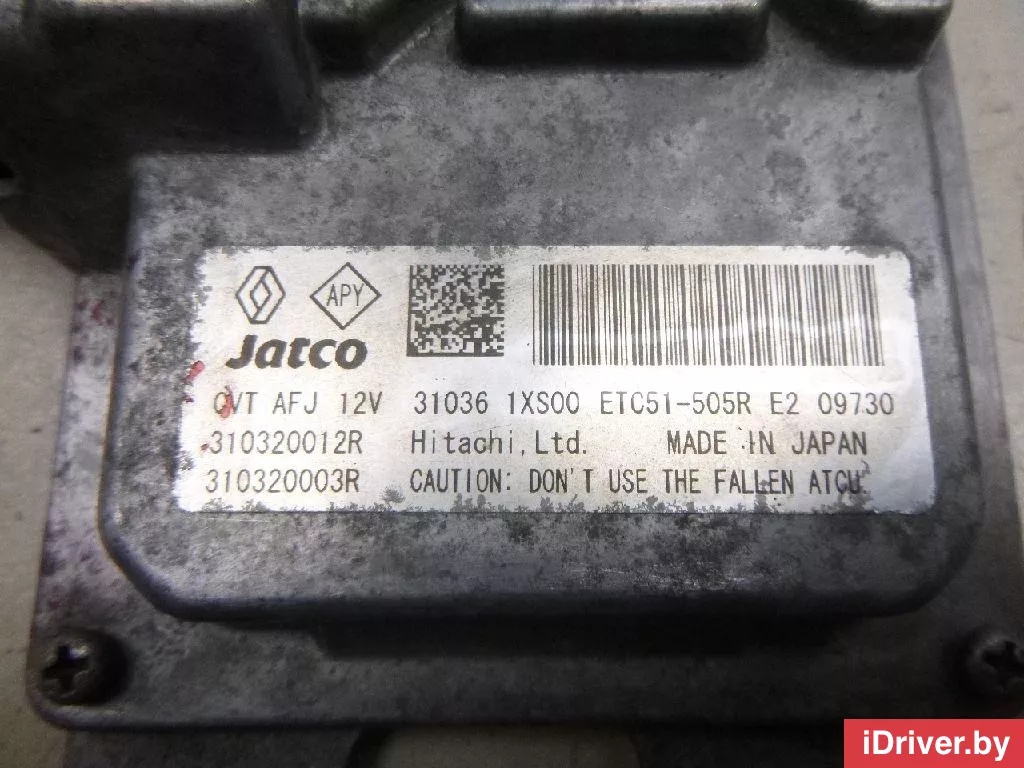 APY
Jatco
CVT AFJ 12V 31036 1XS00 ETC51-505R E2 09730
310320012R Hitachi,Ltd. MADE IN JAPAN
310320003R CAUTION: DON'T USE THE FALLEN ATCU.
iDriver.by